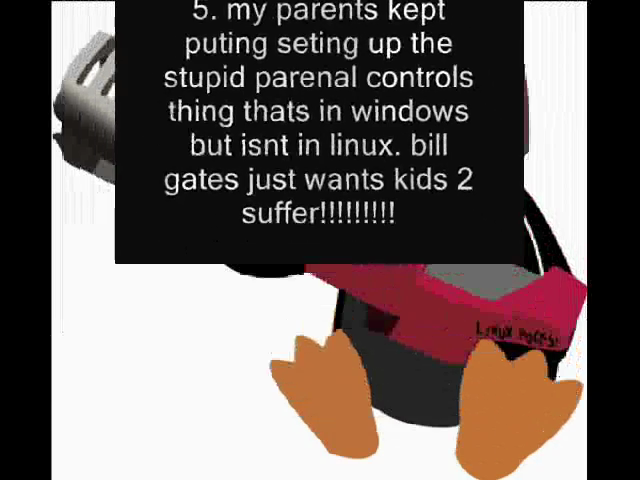 5. my parents kept
puting seting up the
stupid parenal controls
thing thats in windows
but isnt in linux. bill
gates just wants kids 2
suffer!!!!!!!!!
LINUX ROCKS!